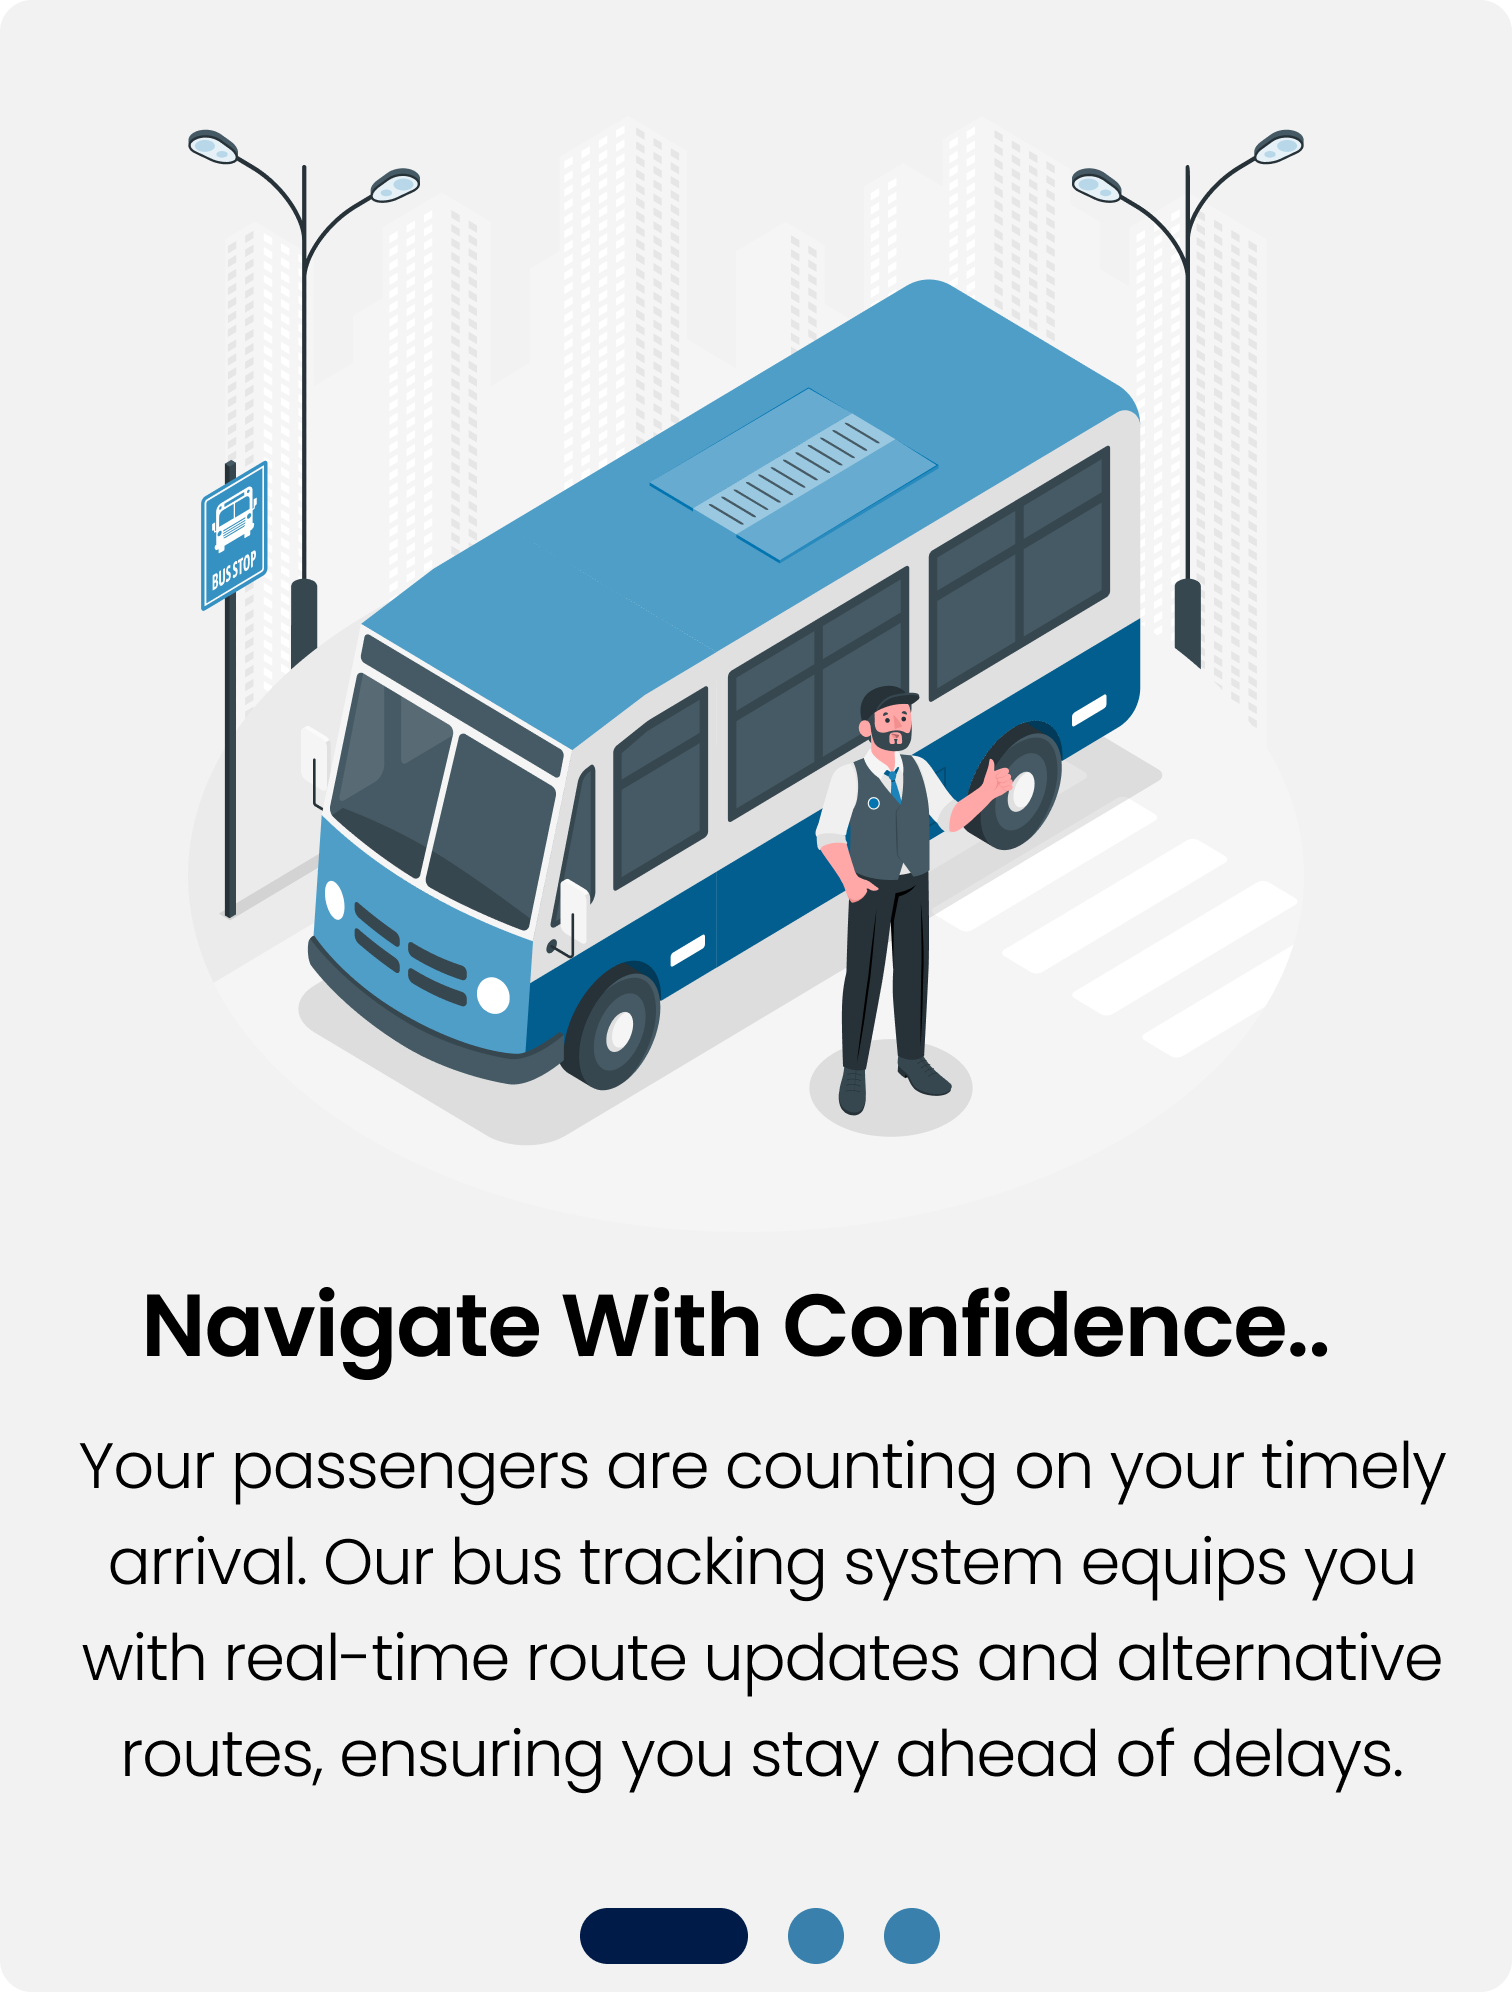 BUS STOP
Navigate With Confidence..
Your passengers are counting on your timely
arrival. Our bus tracking system equips you
with real-time route updates and alternative
routes, ensuring you stay ahead of delays.